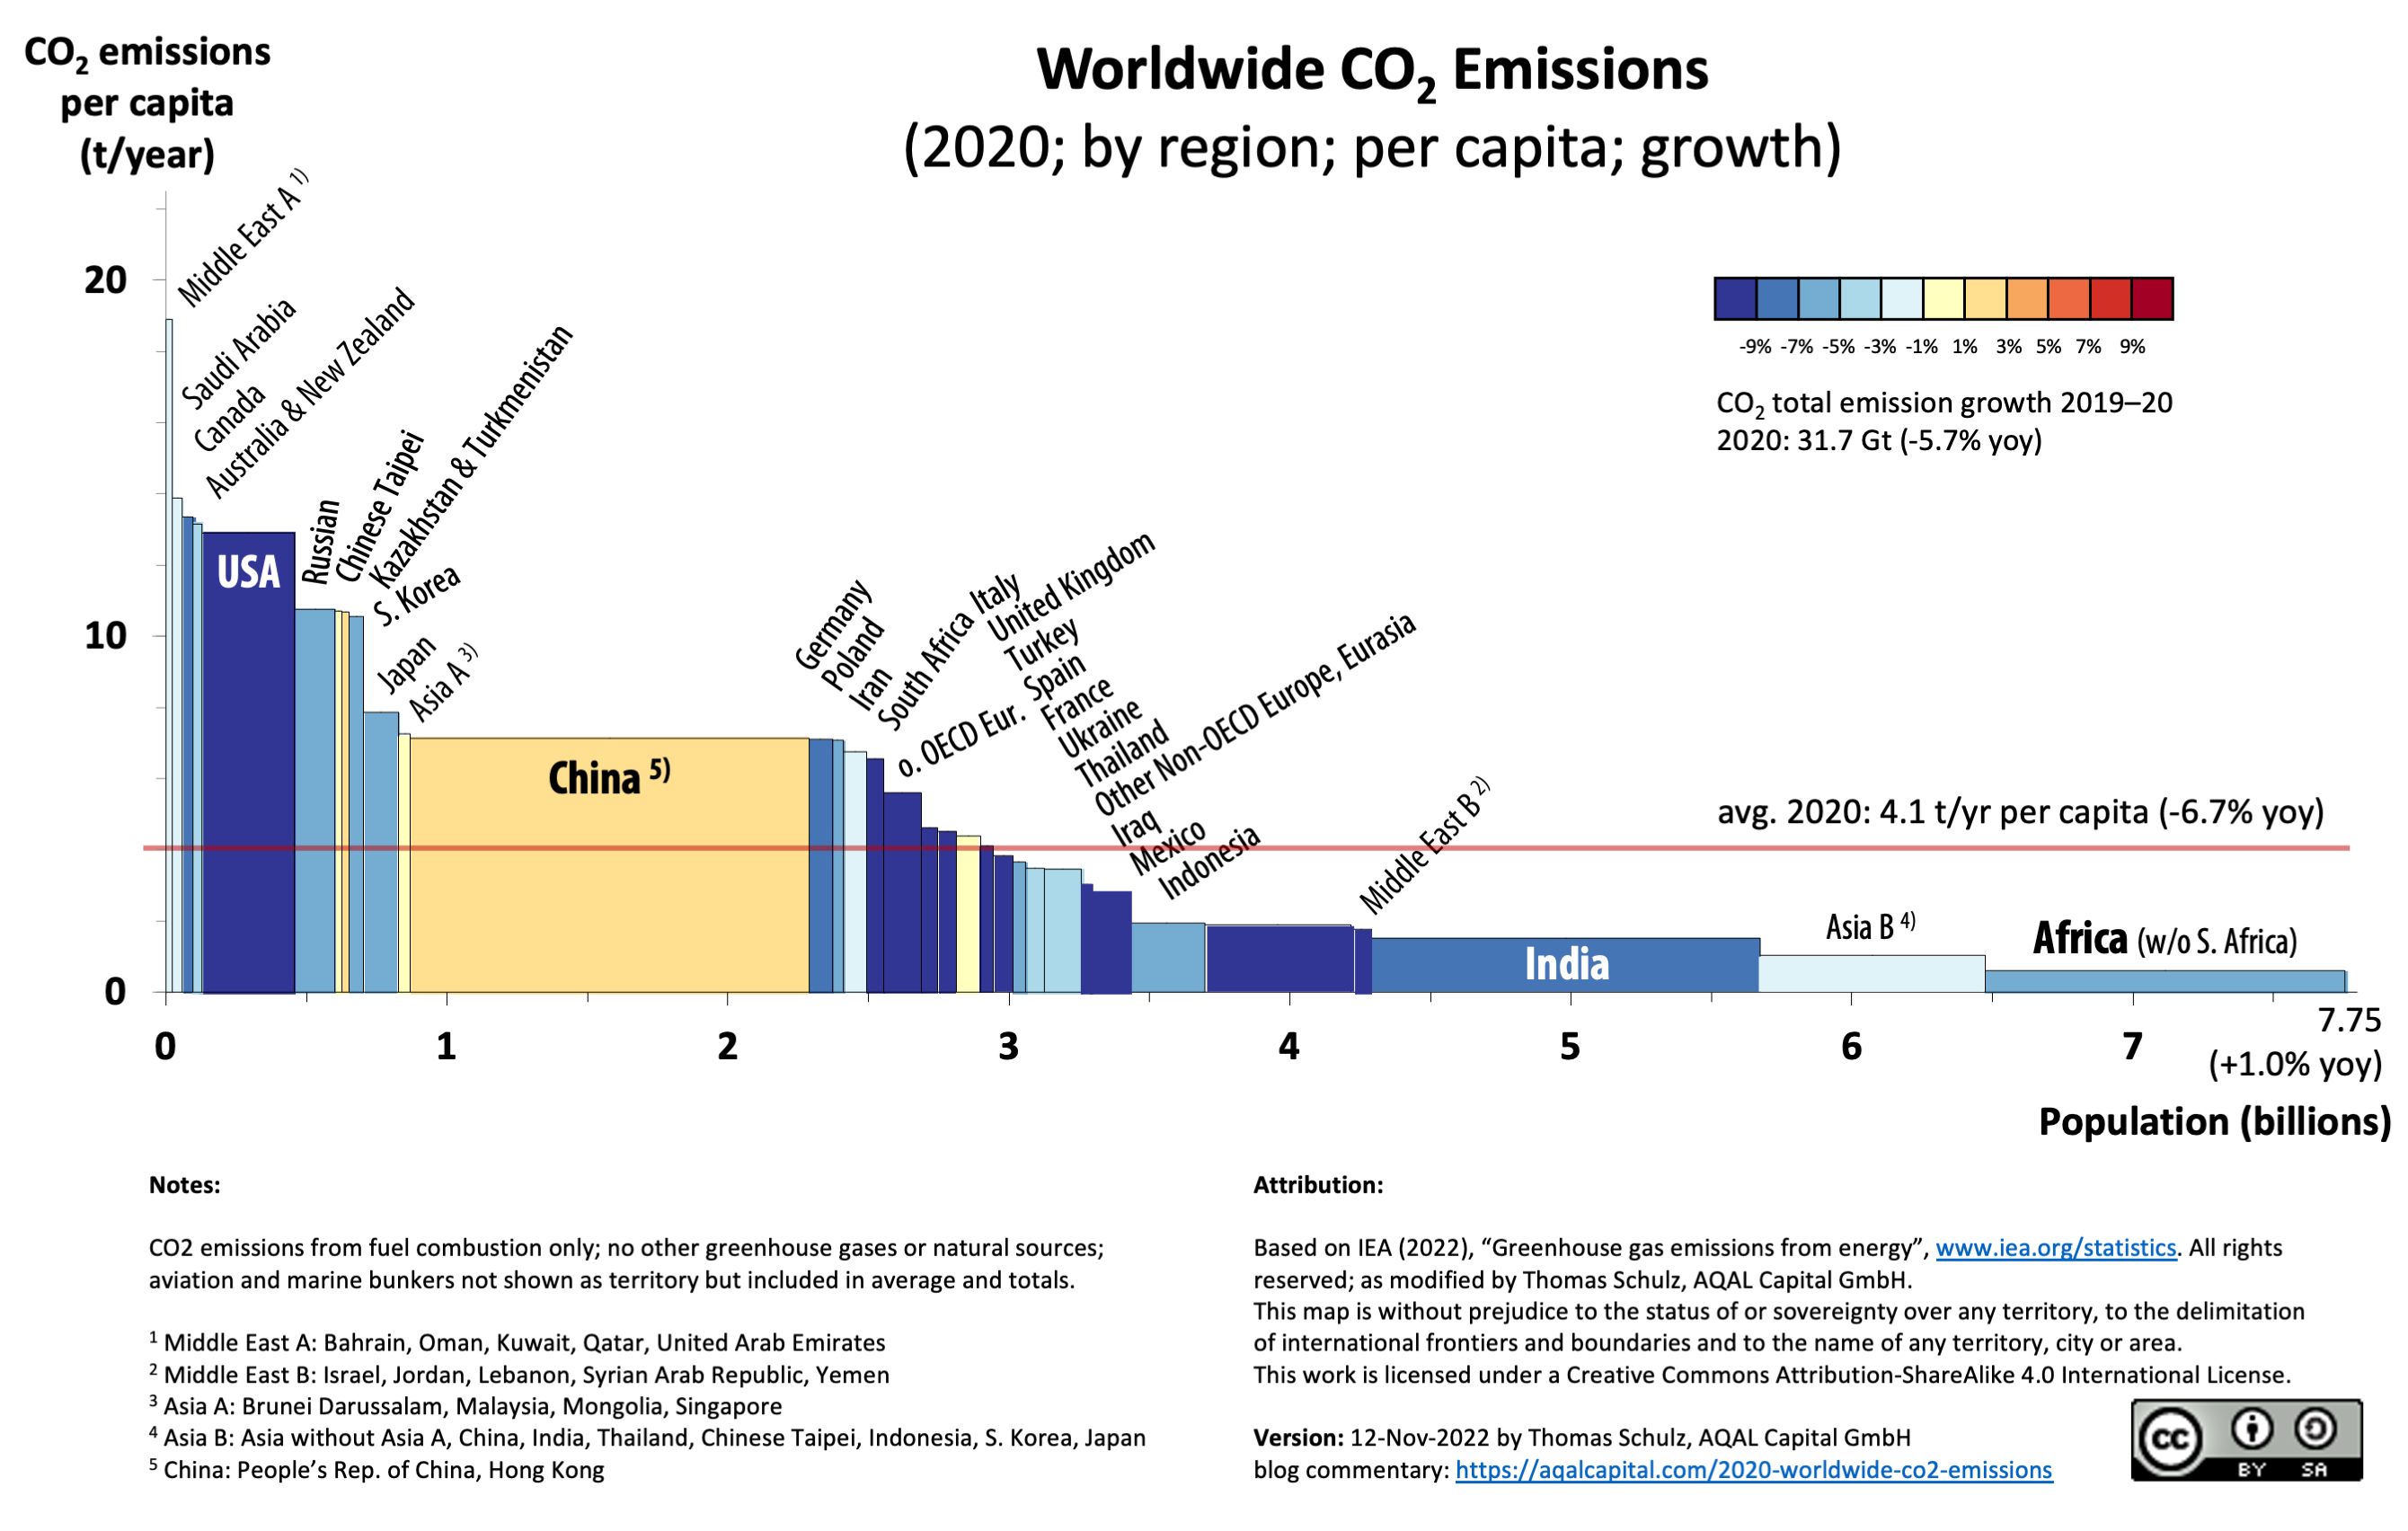 CO₂ emissions
per capita
(t/year)
Worldwide CO₂ Emissions
(2020; by region; per capita; growth)
20
10
0
Middle East A ¹⁾
Saudi Arabia
Canada
Australia & New Zealand
USA
Russian
Chinese Taipei
Kazakhstan & Turkmenistan
S. Korea
Japan
Asia A ³⁾
China ⁵⁾
Germany
Poland
Iran
South Africa
o. OECD Eur.
Italy
United Kingdom
Turkey
Spain
France
Ukraine
Thailand
Other Non-OECD Europe, Eurasia
Iraq
Mexico
Indonesia
Middle East B ²⁾
India
Asia B ⁴⁾
Africa (w/o S. Africa)
-9% -7% -5% -3% -1% 1% 3% 5% 7% 9%
CO₂ total emission growth 2019–20
2020: 31.7 Gt (-5.7% yoy)
avg. 2020: 4.1 t/yr per capita (-6.7% yoy)
0 1 2 3 4 5 6 7
7.75
(+1.0% yoy)
Population (billions)
Notes:
CO2 emissions from fuel combustion only; no other greenhouse gases or natural sources;
aviation and marine bunkers not shown as territory but included in average and totals.
¹ Middle East A: Bahrain, Oman, Kuwait, Qatar, United Arab Emirates
² Middle East B: Israel, Jordan, Lebanon, Syrian Arab Republic, Yemen
³ Asia A: Brunei Darussalam, Malaysia, Mongolia, Singapore
⁴ Asia B: Asia without Asia A, China, India, Thailand, Chinese Taipei, Indonesia, S. Korea, Japan
⁵ China: People’s Rep. of China, Hong Kong
Attribution:
Based on IEA (2022), “Greenhouse gas emissions from energy”, www.iea.org/statistics. All rights
reserved; as modified by Thomas Schulz, AQAL Capital GmbH.
This map is without prejudice to the status of or sovereignty over any territory, to the delimitation
of international frontiers and boundaries and to the name of any territory, city or area.
This work is licensed under a Creative Commons Attribution-ShareAlike 4.0 International License.
Version: 12-Nov-2022 by Thomas Schulz, AQAL Capital GmbH
blog commentary: https://aqalcapital.com/2020-worldwide-co2-emissions
cc
BY SA